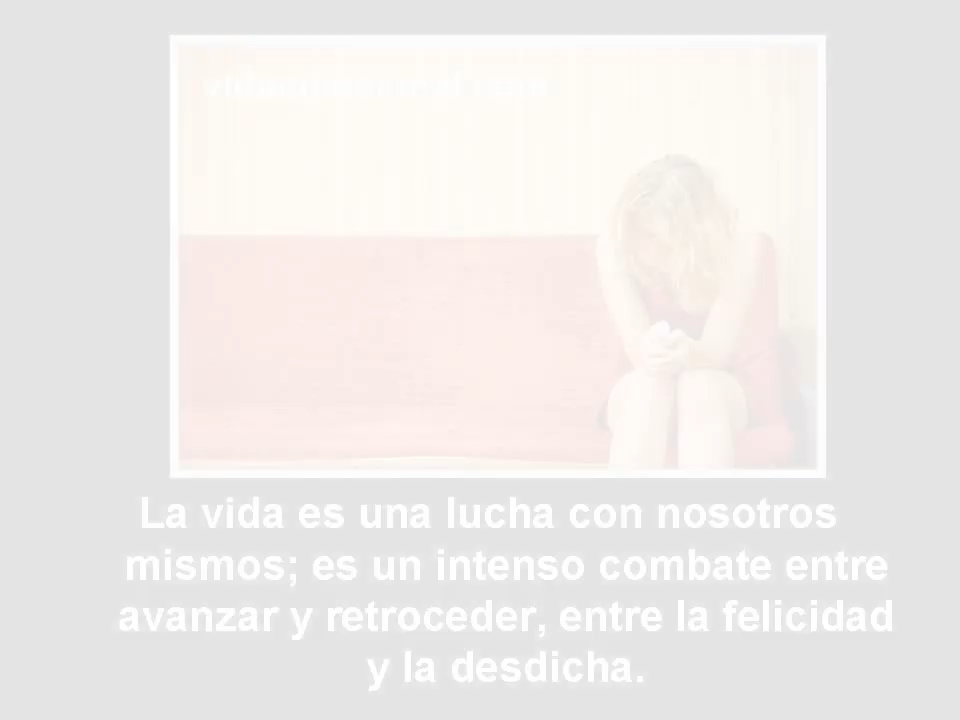 La vida es una lucha con nosotros
mismos; es un intenso combate entre
avanzar y retroceder, entre la felicidad
y la desdicha.